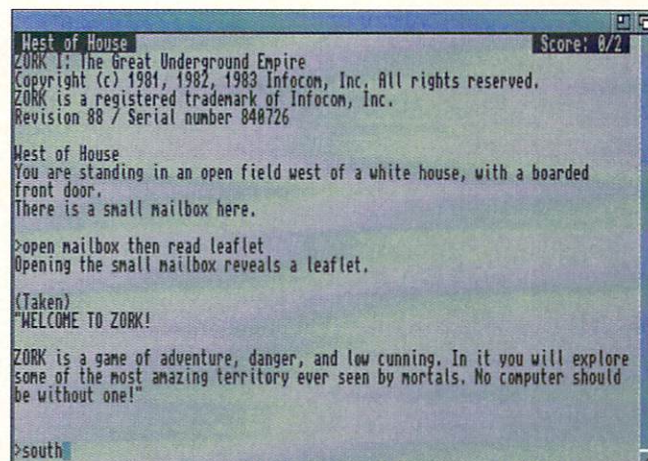 West of House Score: 0/2
ZORK I: The Great Underground Empire
Copyright (c) 1981, 1982, 1983 Infocom, Inc. All rights reserved.
ZORK is a registered trademark of Infocom, Inc.
Revision 88 / Serial number 840726
West of House
You are standing in an open field west of a white house, with a boarded
front door.
There is a small mailbox here.
>open mailbox then read leaflet
Opening the small mailbox reveals a leaflet.
(Taken)
"WELCOME TO ZORK!
ZORK is a game of adventure, danger, and low cunning. In it you will explore
some of the most amazing territory ever seen by mortals. No computer should
be without one!"
>south